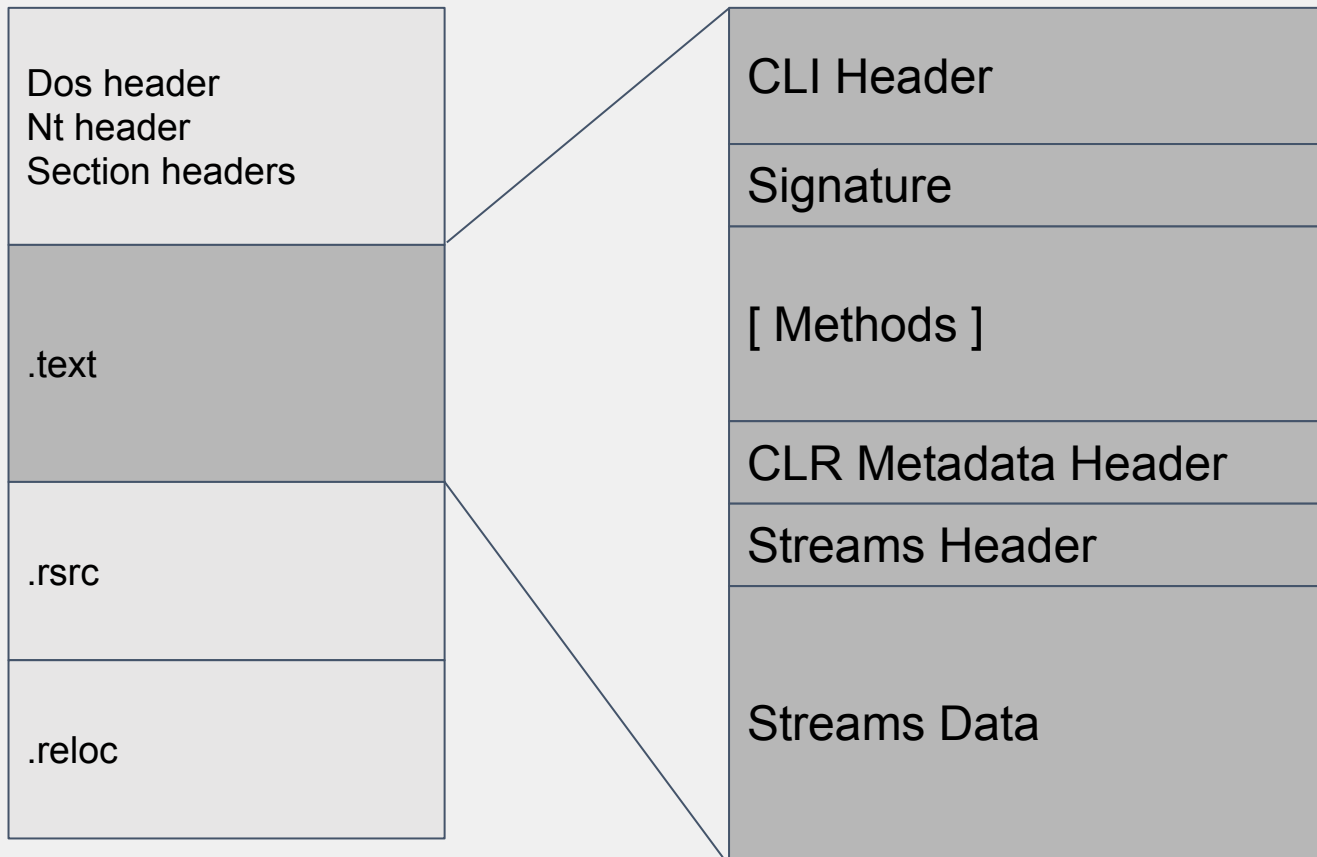 Dos header
Nt header
Section headers
.text
.rsrc
.reloc
CLI Header
Signature
[ Methods ]
CLR Metadata Header
Streams Header
Streams Data